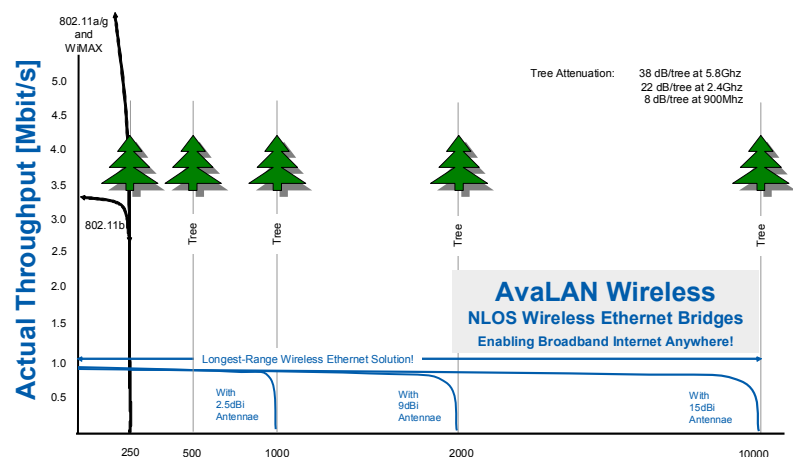 802.11a/g
and
WiMAX
Tree Attenuation: 38 dB/tree at 5.8Ghz
22 dB/tree at 2.4Ghz
8 dB/tree at 900Mhz
Actual Throughput [Mbit/s]
5.0
4.5
4.0
3.5
3.0
802.11b
2.5
2.0
1.5
1.0
0.5
Tree
Tree
Tree
Tree
AvaLAN Wireless
NLOS Wireless Ethernet Bridges
Enabling Broadband Internet Anywhere!
Longest-Range Wireless Ethernet Solution!
With
2.5dBi
Antennae
With
9dBi
Antennae
With
15dBi
Antennae
250 500 1000 2000 10000